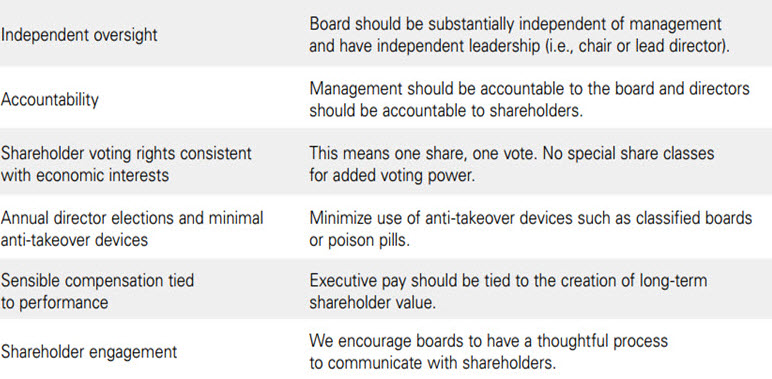 Independent oversight
Board should be substantially independent of management
and have independent leadership (i.e., chair or lead director).
Accountability
Management should be accountable to the board and directors
should be accountable to shareholders.
Shareholder voting rights consistent
with economic interests
This means one share, one vote. No special share classes
for added voting power.
Annual director elections and minimal
anti-takeover devices
Minimize use of anti-takeover devices such as classified boards
or poison pills.
Sensible compensation tied
to performance
Executive pay should be tied to the creation of long-term
shareholder value.
Shareholder engagement
We encourage boards to have a thoughtful process
to communicate with shareholders.